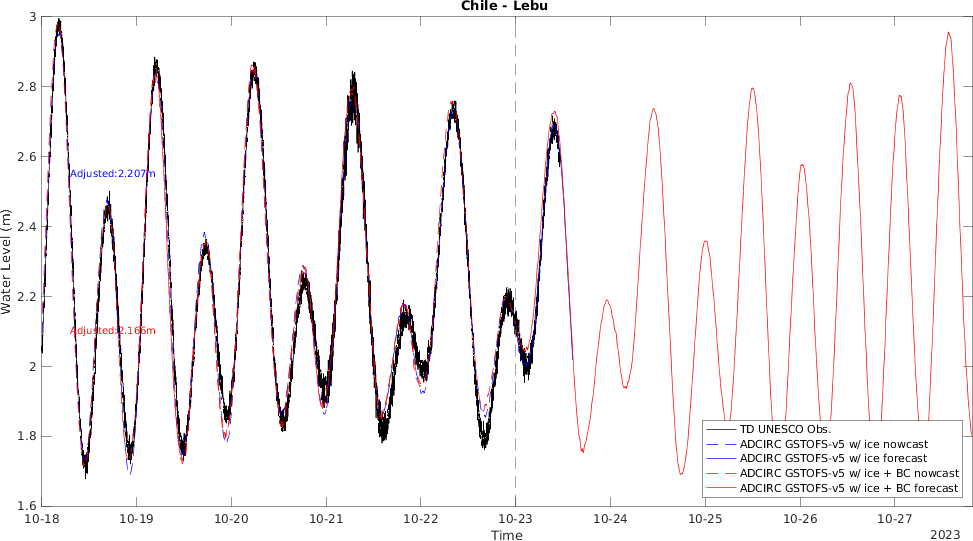 Chile - Lebu
3
2.8
2.6
2.4
2.2
2
1.8
1.6
Water Level (m)
Adjusted:2.207m
Adjusted:2.166m
TD UNESCO Obs.
ADCIRC GSTOFS-v5 w/ ice nowcast
ADCIRC GSTOFS-v5 w/ ice forecast
ADCIRC GSTOFS-v5 w/ ice + BC nowcast
ADCIRC GSTOFS-v5 w/ ice + BC forecast
10-18 10-19 10-20 10-21 10-22 10-23 10-24 10-25 10-26 10-27
Time
2023